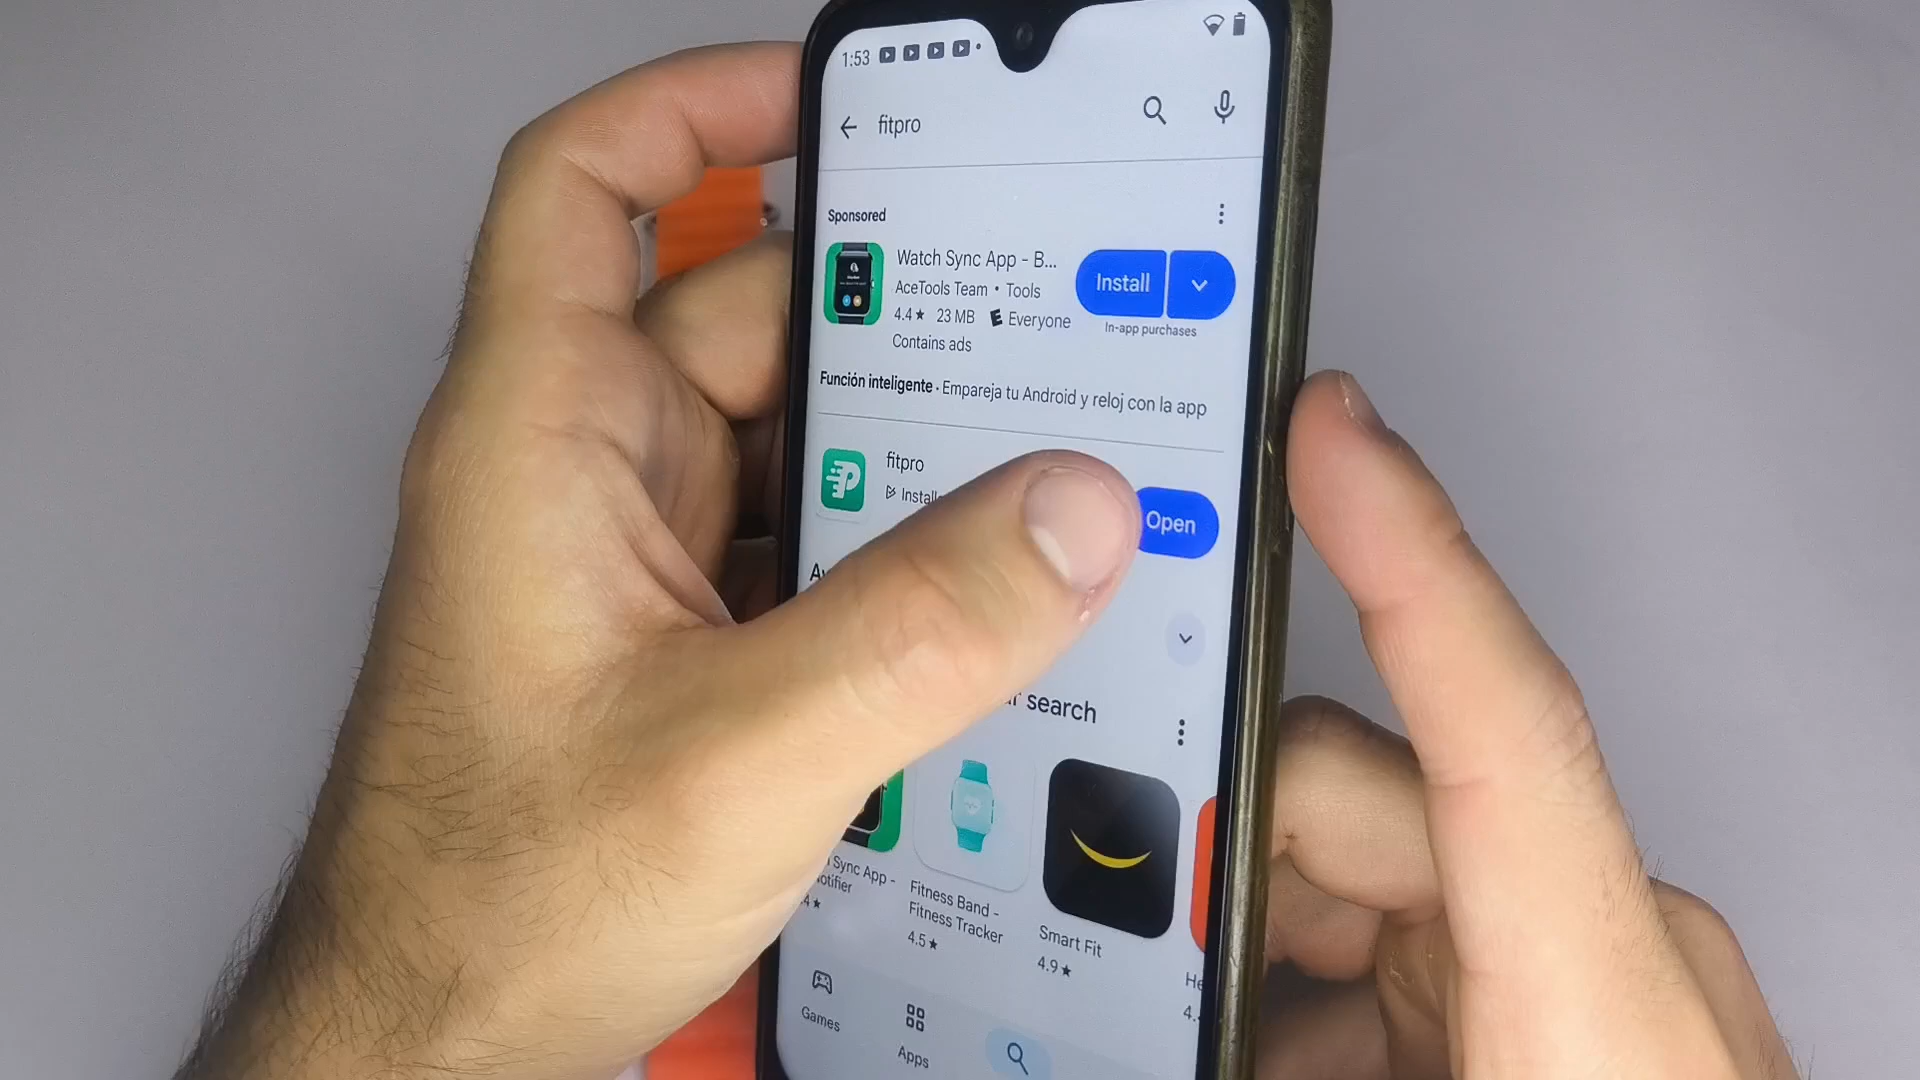 1:53
fitpro
Sponsored
Watch Sync App - B...
AceTools Team • Tools
4.4★ 23 MB E Everyone
Contains ads
Install
In-app purchases
Función inteligente · Empareja tu Android y reloj con la app
fitpro
Open
search
Sync App -
Fitness Band -
Fitness Tracker
4.5★
Smart Fit
4.9★
Games
Apps